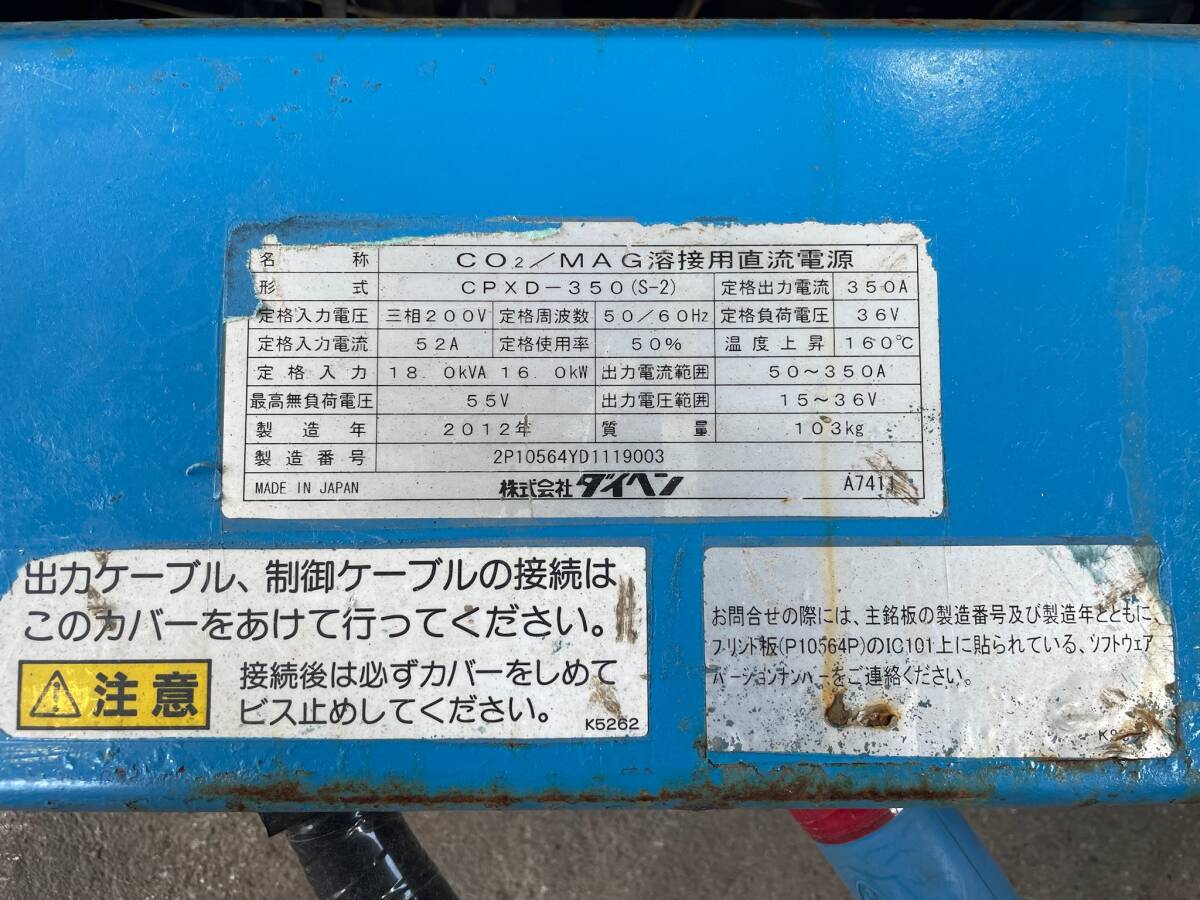 名称 CO₂／MAG溶接用直流電源
形式 CPXD－350(S-2) 定格出力電流 350A
定格入力電圧 三相200V 定格周波数 50／60Hz 定格負荷電圧 36V
定格入力電流 52A 定格使用率 50% 温度上昇 160℃
定格入力 18.0kVA 16.0kW 出力電流範囲 50～350A
最高無負荷電圧 55V 出力電圧範囲 15～36V
製造年 2012年 質量 103kg
製造番号 2P10564YD1119003
MADE IN JAPAN 株式会社ダイヘン A7411
出力ケーブル、制御ケーブルの接続は
このカバーをあけて行ってください。
注意
接続後は必ずカバーをしめて
ビス止めしてください。
K5262
お問合せの際には、主銘板の製造番号及び製造年とともに、
プリント板(P10564P)のIC101上に貼られている、ソフトウェア
バージョンナンバーをご連絡ください。